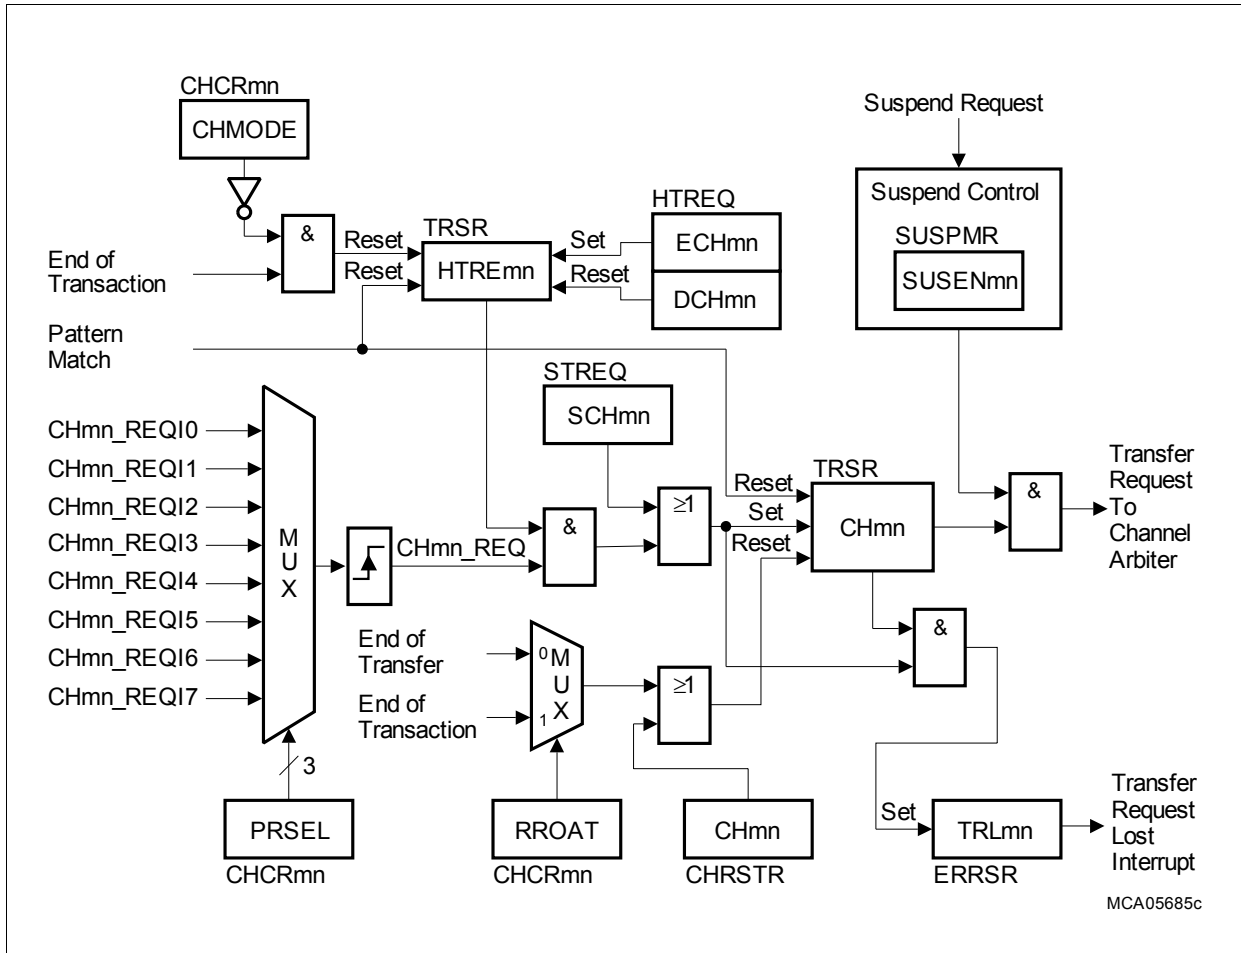 CHCRmn
CHMODE
Suspend Request
Suspend Control
SUSPMR
SUSENmn
HTREQ
ECHmn
DCHmn
Set
Reset
TRSR
HTREmn
Reset
Reset
&
End of
Transaction
Pattern
Match
STREQ
SCHmn
CHmn_REQI0
CHmn_REQI1
CHmn_REQI2
CHmn_REQI3
CHmn_REQI4
CHmn_REQI5
CHmn_REQI6
CHmn_REQI7
M
U
X
CHmn_REQ
&
≥1
Reset
Set
Reset
TRSR
CHmn
&
Transfer
Request
To
Channel
Arbiter
&
End of
Transfer
End of
Transaction
0
1
M
U
X
≥1
3
PRSEL
CHCRmn
RROAT
CHCRmn
CHmn
CHRSTR
Set
TRLmn
ERRSR
Transfer
Request
Lost
Interrupt
MCA05685c